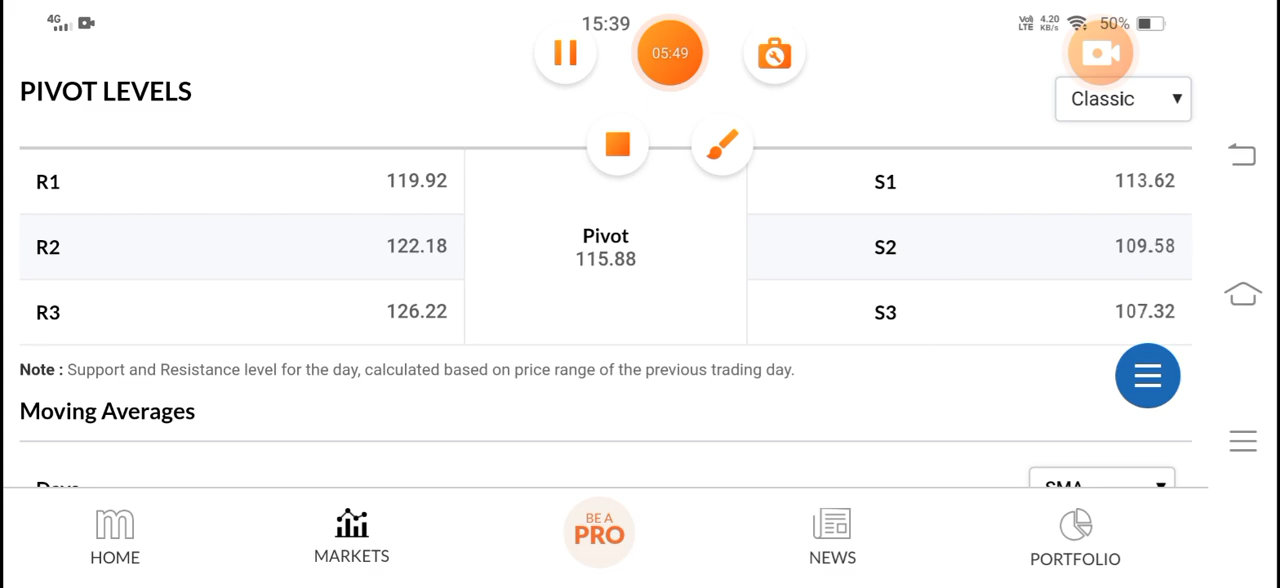 4G 15:39 VoD LTE 4.20 KB/s 50%
05:49
PIVOT LEVELS
Classic
R1 119.92 S1 113.62
Pivot
115.88
R2 122.18 S2 109.58
R3 126.22 S3 107.32
Note : Support and Resistance level for the day, calculated based on price range of the previous trading day.
Moving Averages
Days SMA
BE A
PRO
HOME MARKETS NEWS PORTFOLIO